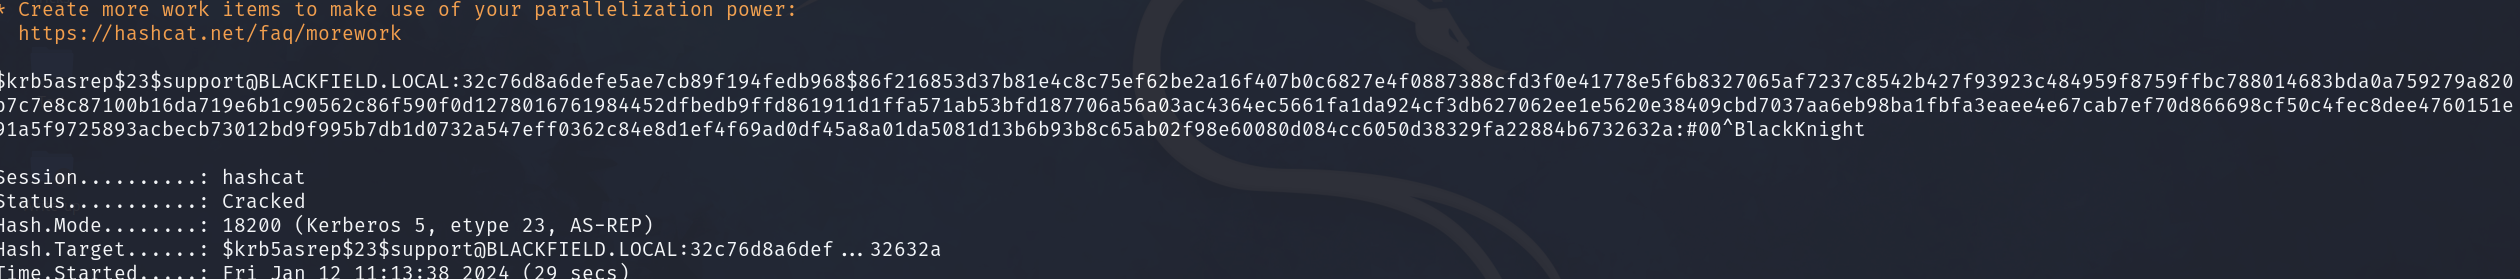 * Create more work items to make use of your parallelization power:
https://hashcat.net/faq/morework
$krb5asrep$23$support@BLACKFIELD.LOCAL:32c76d8a6defe5ae7cb89f194fedb968$86f216853d37b81e4c8c75ef62be2a16f407b0c6827e4f0887388cfd3f0e41778e5f6b8327065af7237c8542b427f93923c484959f8759ffbc788014683bda0a759279a820
b7c7e8c87100b16da719e6b1c90562c86f590f0d1278016761984452dfbedb9ffd861911d1ffa571ab53bfd187706a56a03ac4364ec5661fa1da924cf3db627062ee1e5620e38409cbd7037aa6eb98ba1fbfa3eaee4e67cab7ef70d866698cf50c4fec8dee4760151e
91a5f9725893acbecb73012bd9f995b7db1d0732a547eff0362c84e8d1ef4f69ad0df45a8a01da5081d13b6b93b8c65ab02f98e60080d084cc6050d38329fa22884b6732632a:#00^BlackKnight
Session..........: hashcat
Status...........: Cracked
Hash.Mode........: 18200 (Kerberos 5, etype 23, AS-REP)
Hash.Target......: $krb5asrep$23$support@BLACKFIELD.LOCAL:32c76d8a6def...32632a
Time.Started.....: Fri Jan 12 11:13:38 2024 (29 secs)